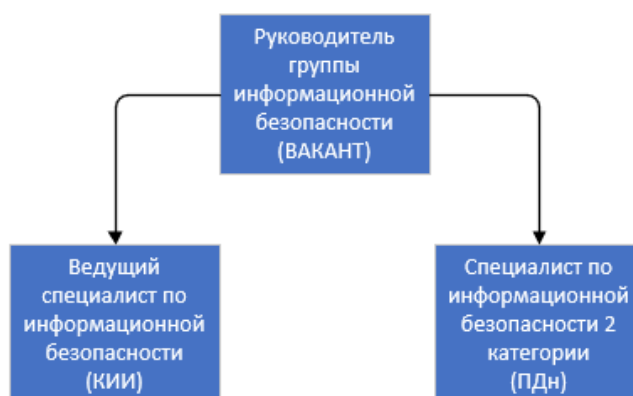 Руководитель
группы
информационной
безопасности
(ВАКАНТ)
Ведущий
специалист по
информационной
безопасности
(КИИ)
Специалист по
информационной
безопасности 2
категории
(ПДн)